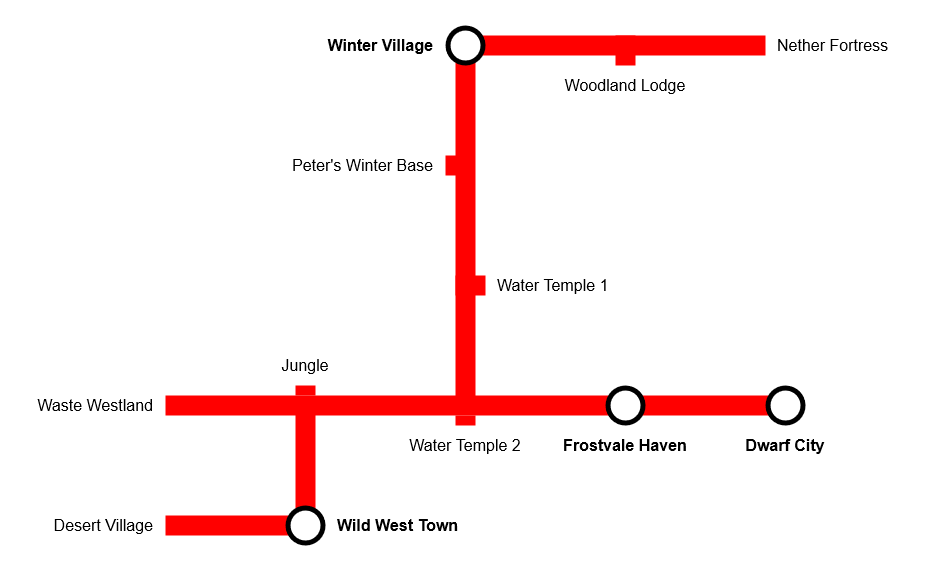 Winter Village
Nether Fortress
Woodland Lodge
Peter's Winter Base
Water Temple 1
Jungle
Waste Westland
Water Temple 2
Frostvale Haven
Dwarf City
Desert Village
Wild West Town